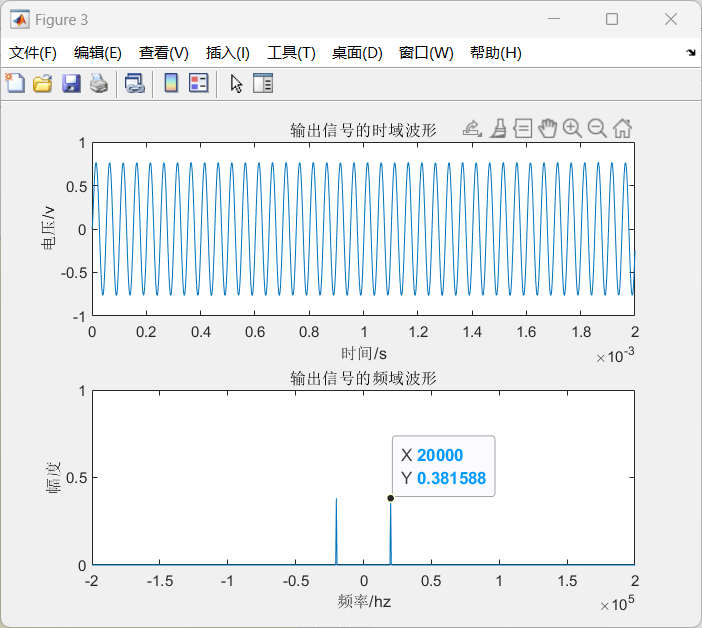 Figure 3
文件(F) 编辑(E) 查看(V) 插入(I) 工具(T) 桌面(D) 窗口(W) 帮助(H)
输出信号的时域波形
1
0.5
0
-0.5
-1
电压/v
0 0.2 0.4 0.6 0.8 1 1.2 1.4 1.6 1.8 2
时间/s
×10-3
输出信号的频域波形
1
0.5
0
幅度
X 20000
Y 0.381588
-2 -1.5 -1 -0.5 0 0.5 1 1.5 2
频率/hz
×105